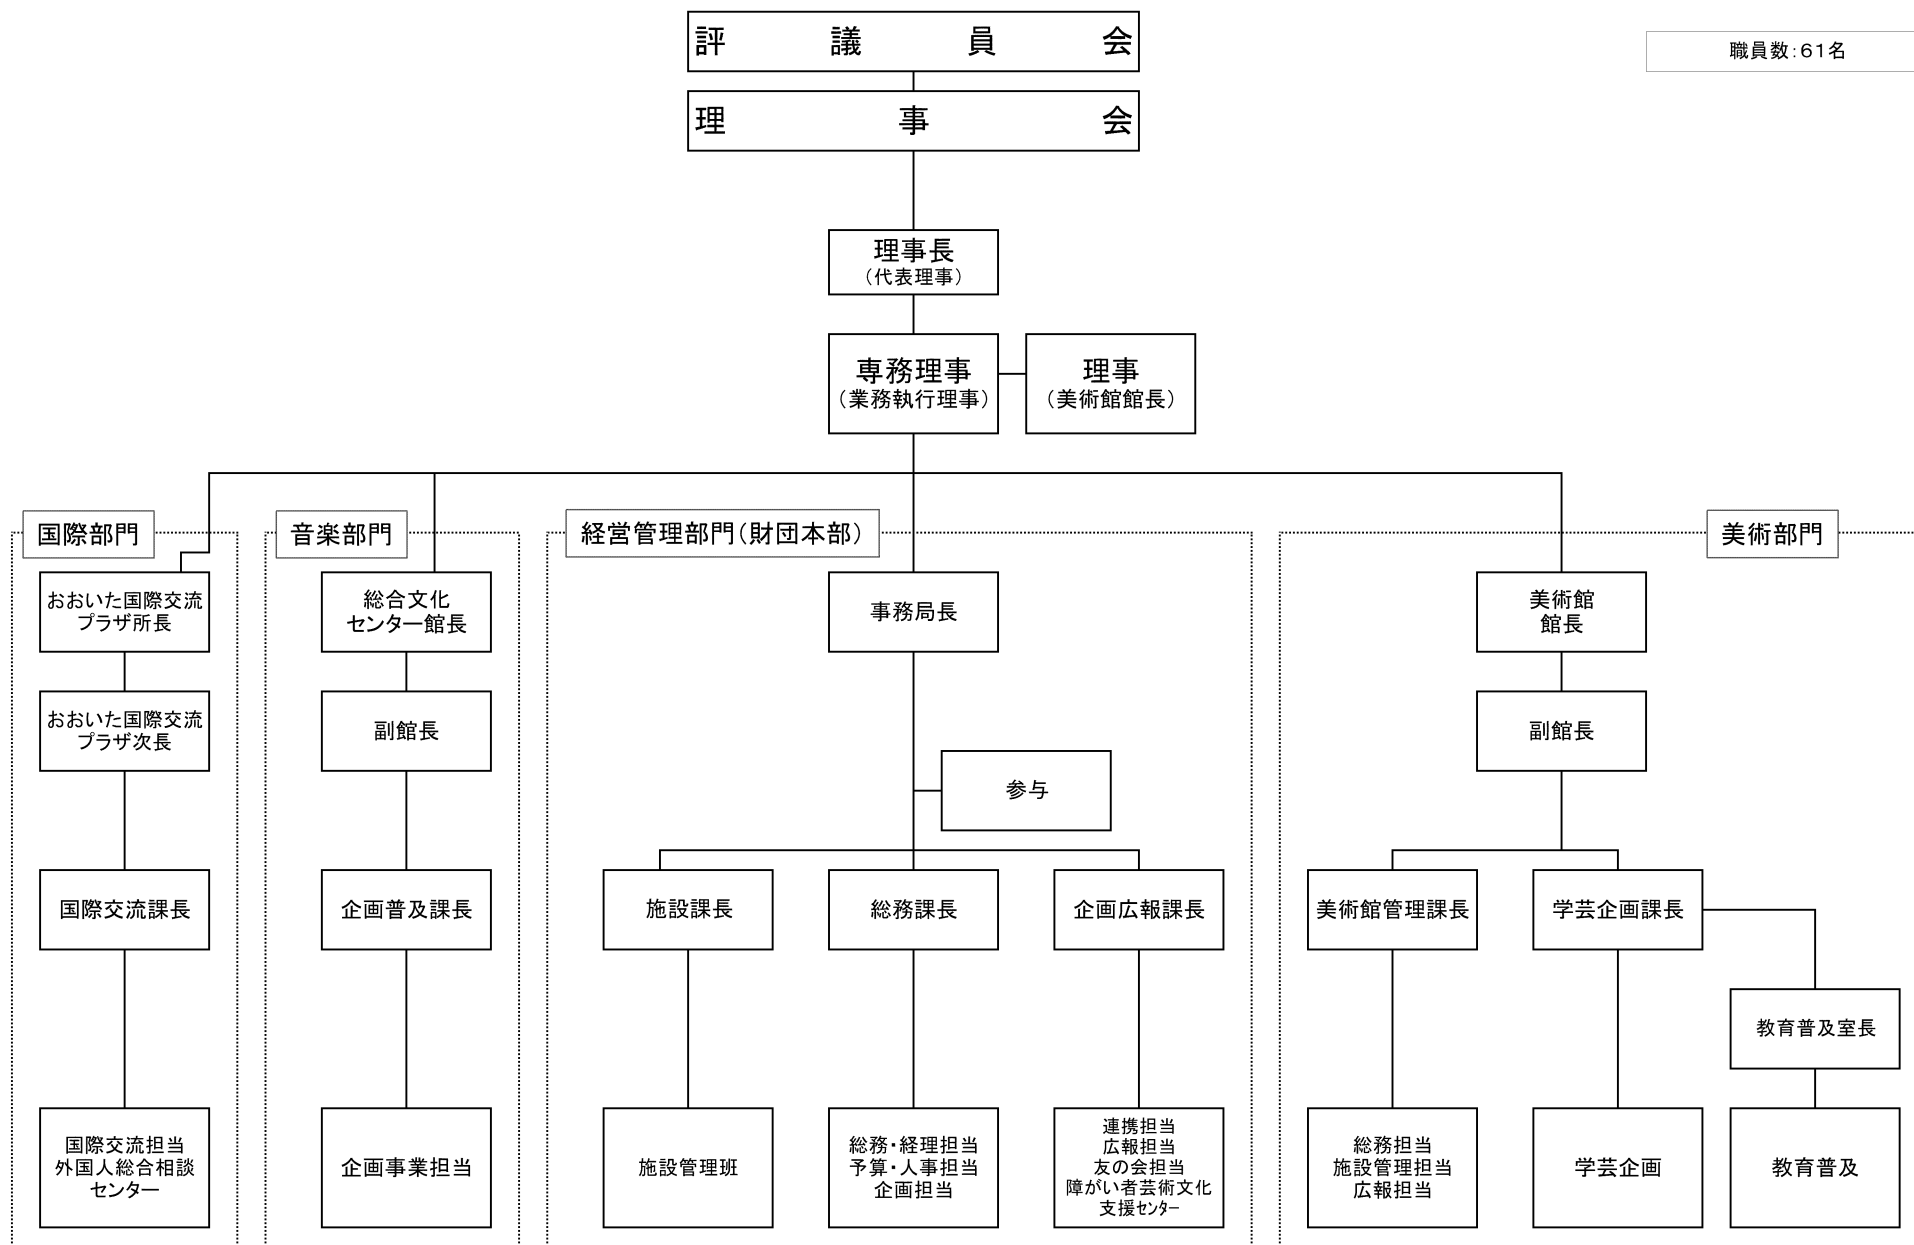 評議員会
職員数:61名
理事会
理事長
(代表理事)
専務理事
(業務執行理事)
理事
(美術館館長)
国際部門
音楽部門
経営管理部門(財団本部)
美術部門
おおいた国際交流
プラザ所長
総合文化
センター館長
事務局長
美術館
館長
おおいた国際交流
プラザ次長
副館長
副館長
参与
国際交流課長
企画普及課長
施設課長
総務課長
企画広報課長
美術館管理課長
学芸企画課長
教育普及室長
国際交流担当
外国人総合相談
センター
企画事業担当
施設管理班
総務・経理担当
予算・人事担当
企画担当
連携担当
広報担当
友の会担当
障がい者芸術文化
支援センター
総務担当
施設管理担当
広報担当
学芸企画
教育普及